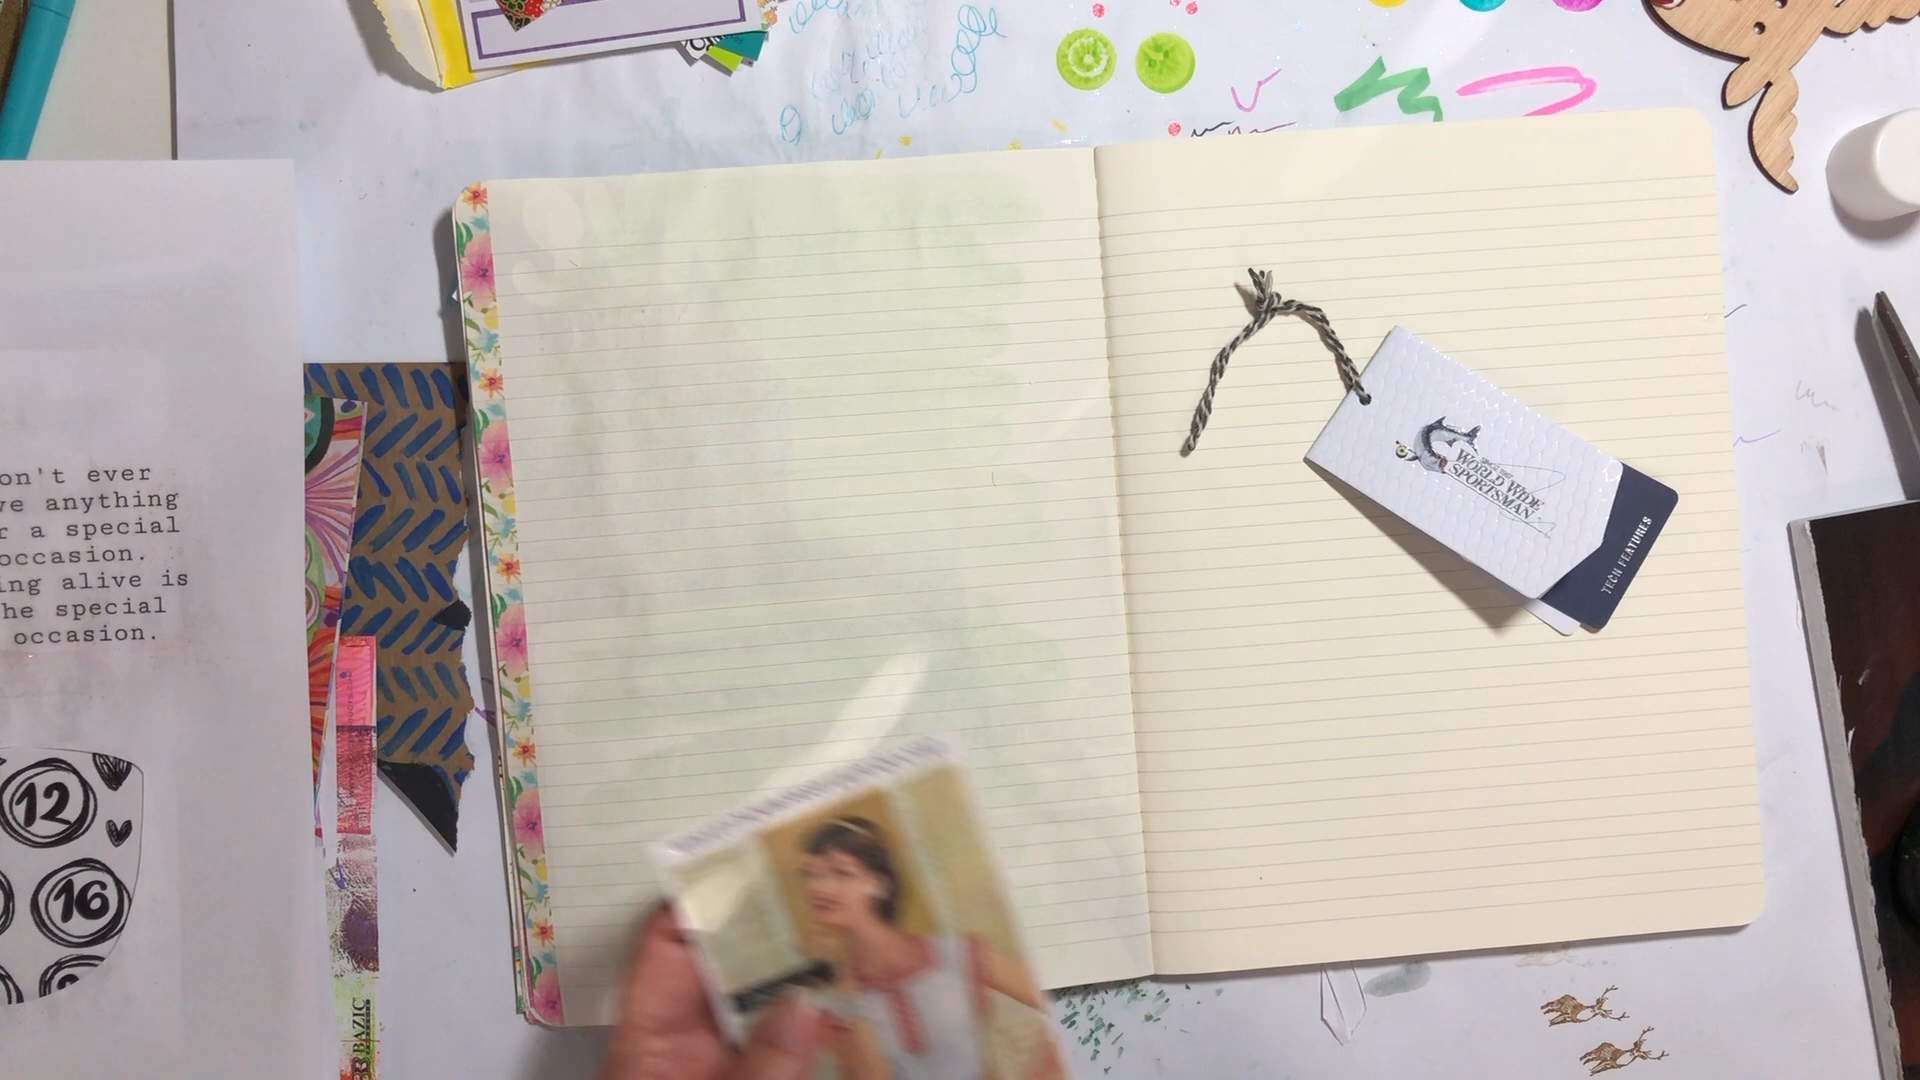 on't ever
ve anything
r a special
occasion.
ing alive is
he special
occasion.
12
16
BAZIC
SINCE
WORLD WIDE
SPORTSMAN
TECH FEATURES